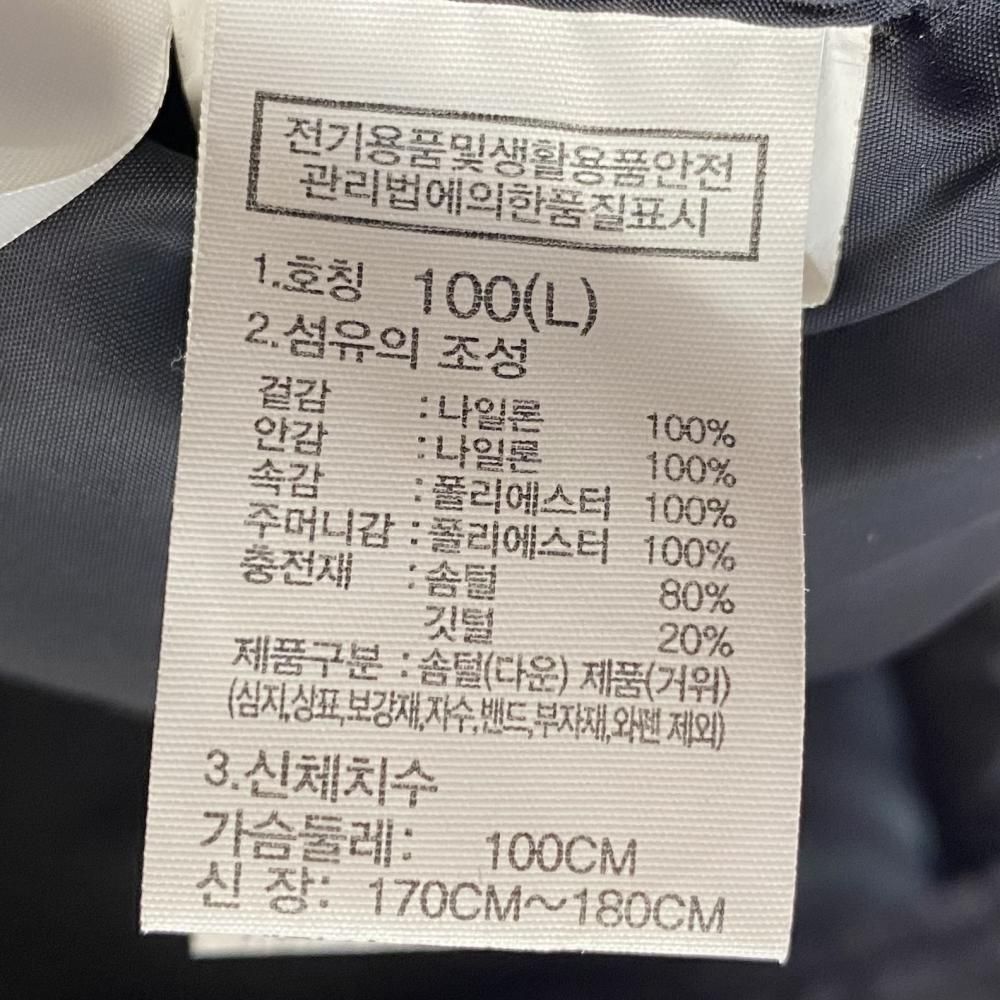 전기용품및생활용품안전
관리법에의한품질표시
1.호칭 100(L)
2.섬유의 조성
겉감 : 나일론 100%
안감 : 나일론 100%
속감 : 폴리에스터 100%
주머니감 : 폴리에스터 100%
충전재 : 솜털 80%
깃털 20%
제품구분 : 솜털(다운) 제품(거위)
(심지,상표,보강재,자수,밴드,부자재,와펜 제외)
3.신체치수
가슴둘레: 100CM
신 장: 170CM~180CM